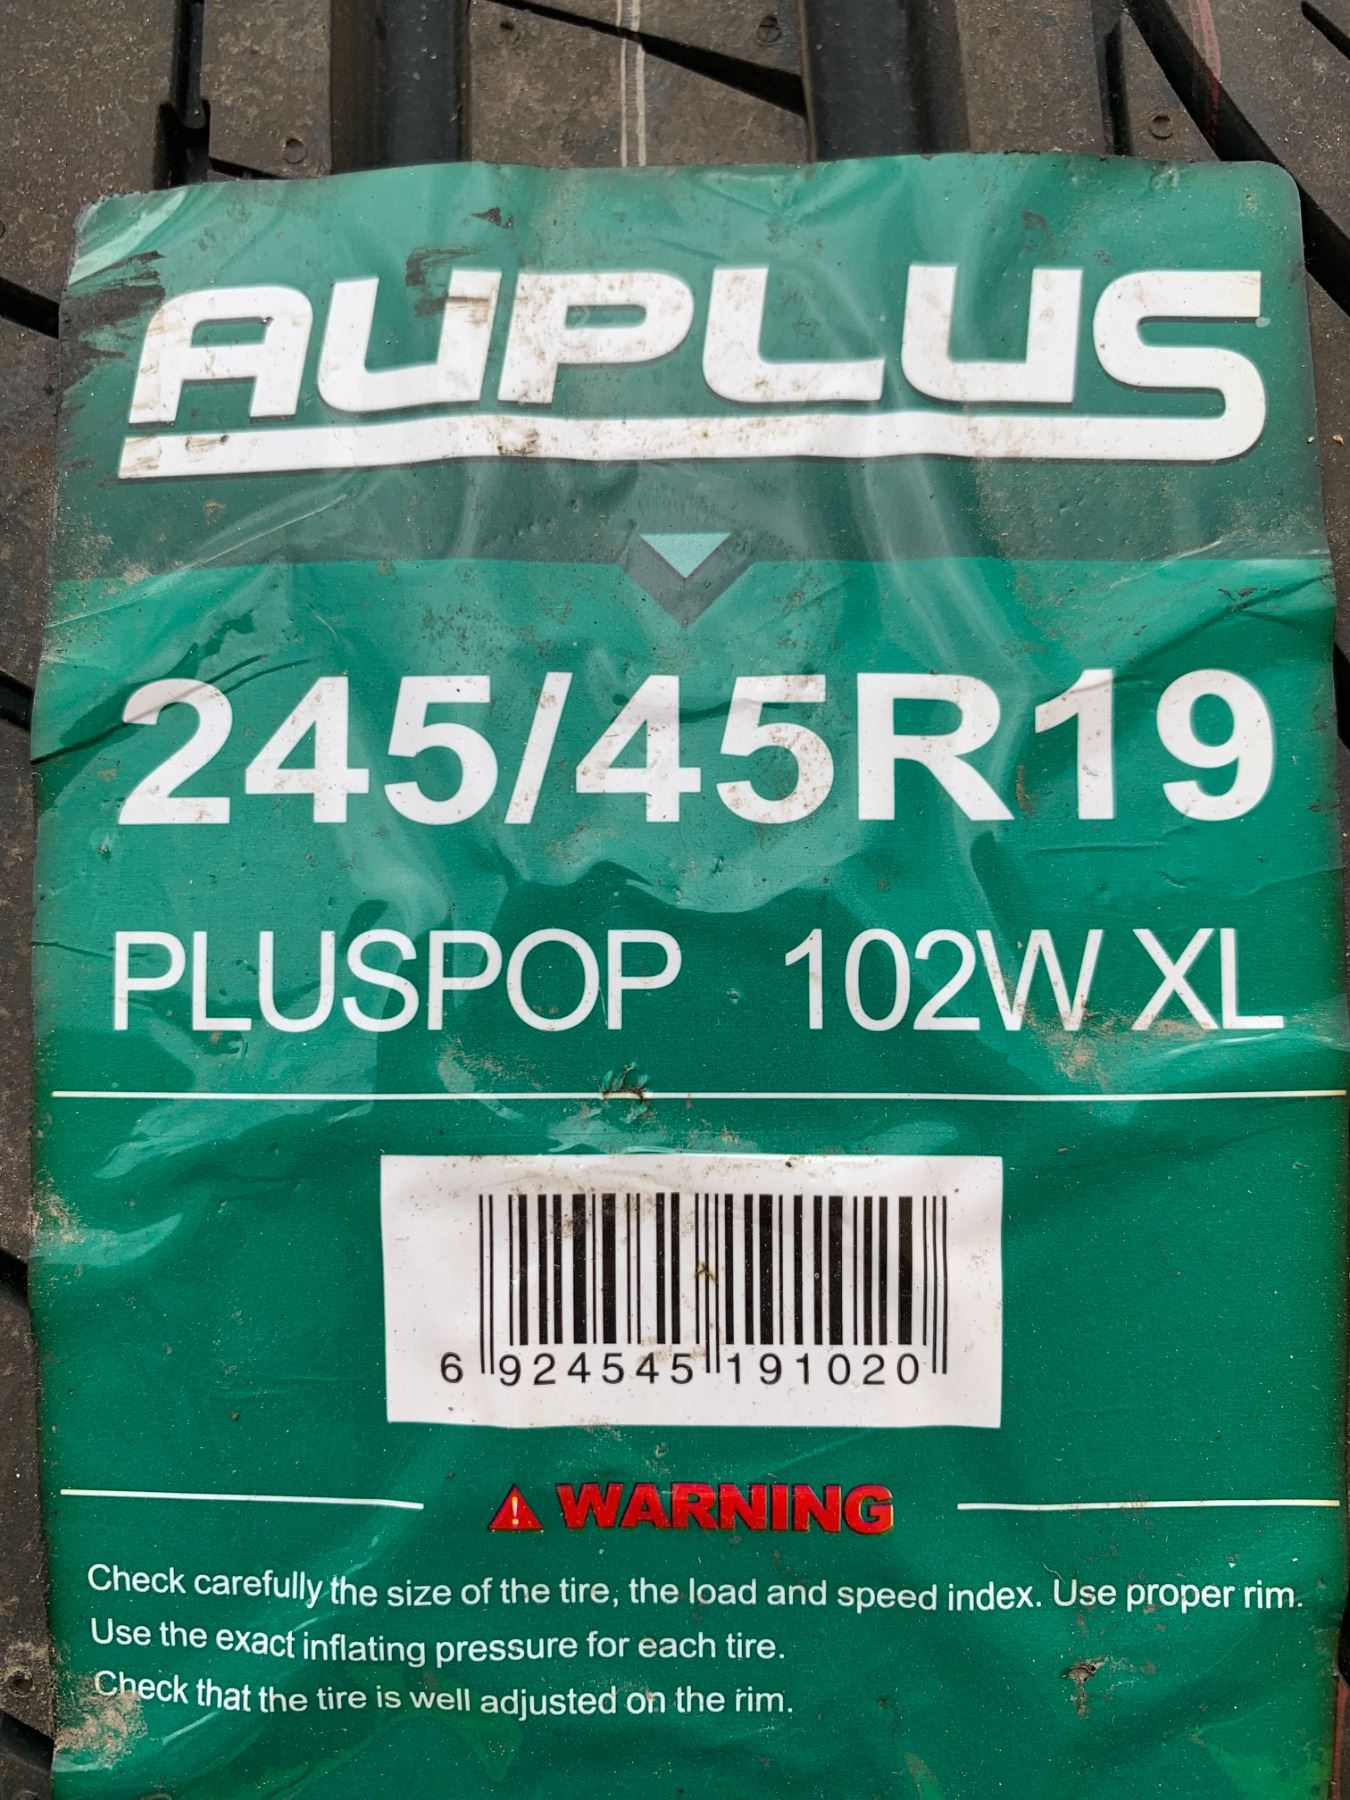 AUPLUS
245/45R19
PLUSPOP 102W XL
6 924545 191020
WARNING
Check carefully the size of the tire, the load and speed index. Use proper rim.
Use the exact inflating pressure for each tire.
Check that the tire is well adjusted on the rim.